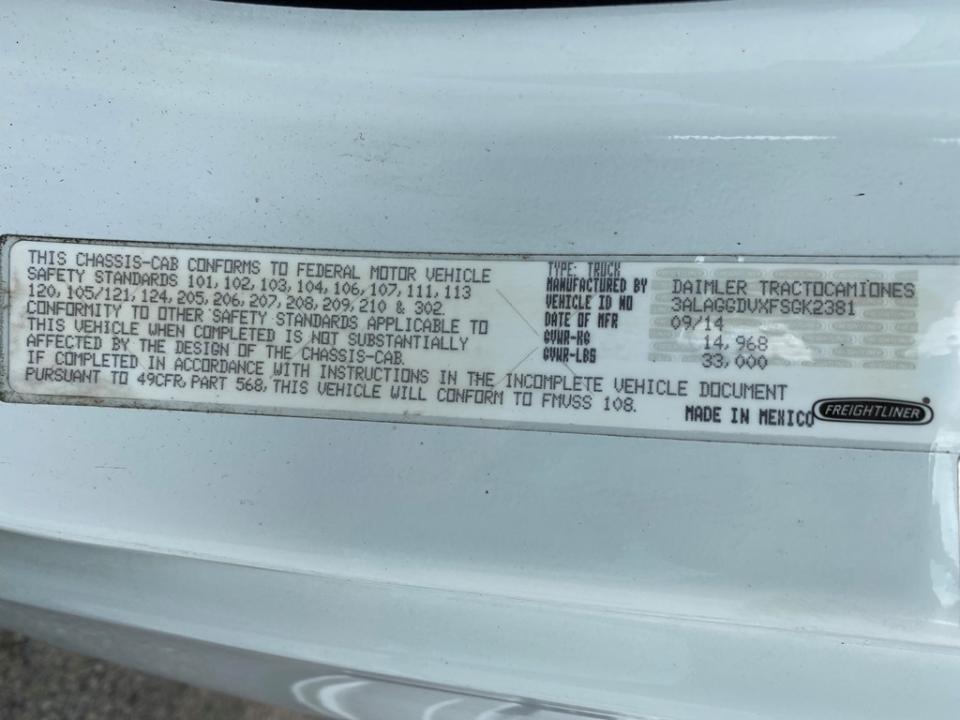 THIS CHASSIS-CAB CONFORMS TO FEDERAL MOTOR VEHICLE
SAFETY STANDARDS 101, 102, 103, 104, 106, 107, 111, 113
120, 105/121, 124, 205, 206, 207, 208, 209, 210 & 302.
CONFORMITY TO OTHER SAFETY STANDARDS APPLICABLE TO
THIS VEHICLE WHEN COMPLETED IS NOT SUBSTANTIALLY
AFFECTED BY THE DESIGN OF THE CHASSIS-CAB.
IF COMPLETED IN ACCORDANCE WITH INSTRUCTIONS IN THE INCOMPLETE VEHICLE DOCUMENT
PURSUANT TO 49CFR, PART 568, THIS VEHICLE WILL CONFORM TO FMVSS 108.
TYPE: TRUCK
MANUFACTURED BY DAIMLER TRACTOCAMIONES
VEHICLE ID NO 3ALAGGDVXFSGK2381
DATE OF MFR 09/14
GVWR-KG 14,968
GVWR-LBS 33,000
MADE IN MEXICO FREIGHTLINER